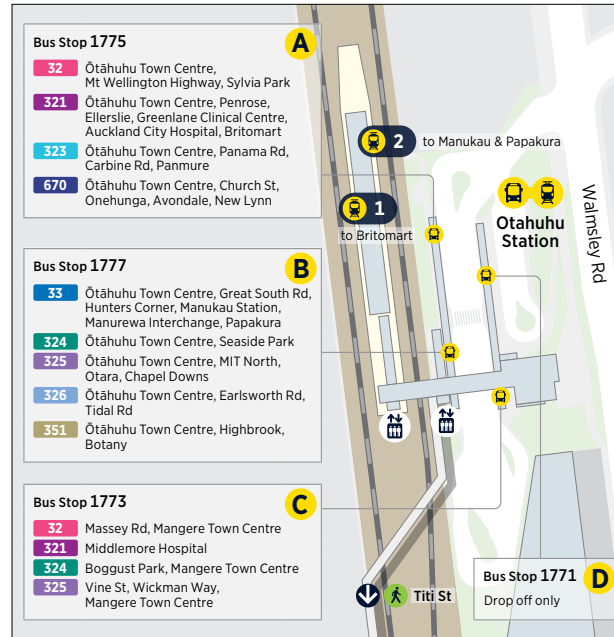 Bus Stop 1775
A
32 Ōtāhuhu Town Centre,
Mt Wellington Highway, Sylvia Park
321 Ōtāhuhu Town Centre, Penrose,
Ellerslie, Greenlane Clinical Centre,
Auckland City Hospital, Britomart
323 Ōtāhuhu Town Centre, Panama Rd,
Carbine Rd, Panmure
670 Ōtāhuhu Town Centre, Church St,
Onehunga, Avondale, New Lynn
2 to Manukau & Papakura
1
to Britomart
Otahuhu
Station
Walmsley Rd
Bus Stop 1777
B
33 Ōtāhuhu Town Centre, Great South Rd,
Hunters Corner, Manukau Station,
Manurewa Interchange, Papakura
324 Ōtāhuhu Town Centre, Seaside Park
325 Ōtāhuhu Town Centre, MIT North,
Otara, Chapel Downs
326 Ōtāhuhu Town Centre, Earlsworth Rd,
Tidal Rd
351 Ōtāhuhu Town Centre, Highbrook,
Botany
Bus Stop 1773
C
32 Massey Rd, Mangere Town Centre
321 Middlemore Hospital
324 Boggust Park, Mangere Town Centre
325 Vine St, Wickman Way,
Mangere Town Centre
Titi St
Bus Stop 1771
D
Drop off only